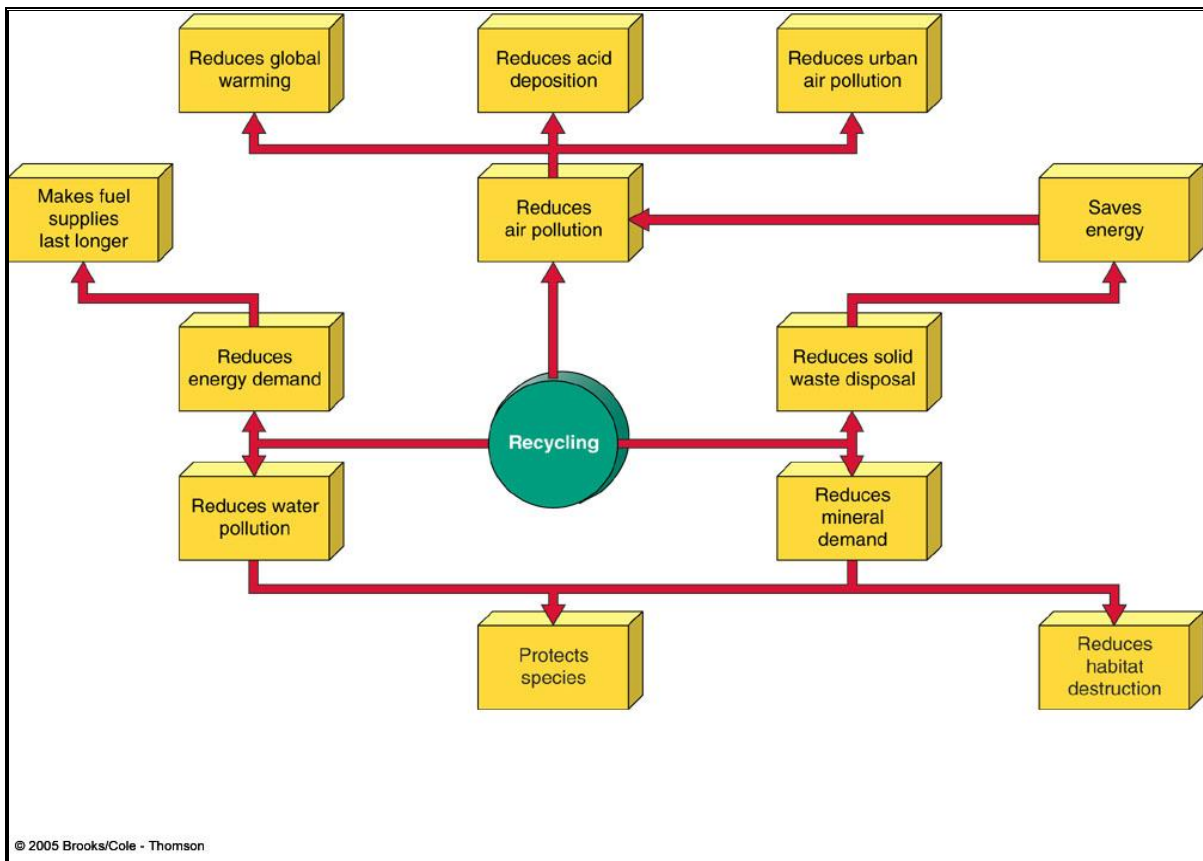 Reduces global
warming
Reduces acid
deposition
Reduces urban
air pollution
Makes fuel
supplies
last longer
Reduces
air pollution
Saves
energy
Reduces
energy demand
Reduces solid
waste disposal
Recycling
Reduces water
pollution
Reduces
mineral
demand
Protects
species
Reduces
habitat
destruction
© 2005 Brooks/Cole - Thomson